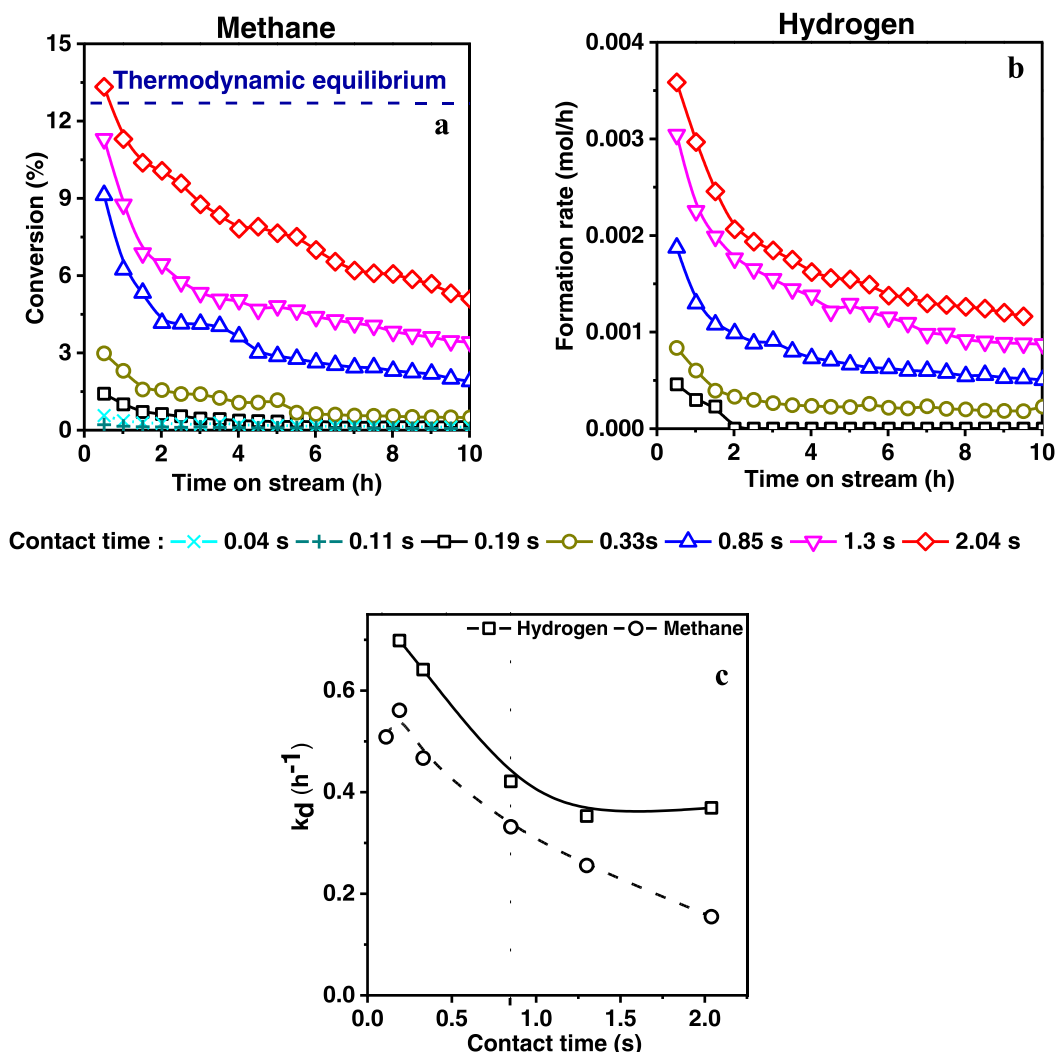 Methane
Hydrogen
15
12
9
6
3
0
Conversion (%)
Thermodynamic equilibrium
a
0 2 4 6 8 10
Time on stream (h)
0.004
0.003
0.002
0.001
0.000
Formation rate (mol/h)
b
0 2 4 6 8 10
Time on stream (h)
Contact time : 0.04 s 0.11 s 0.19 s 0.33s 0.85 s 1.3 s 2.04 s
Hydrogen Methane
c
0.6
0.4
0.2
0.0
kd (h-1)
0.0 0.5 1.0 1.5 2.0
Contact time (s)